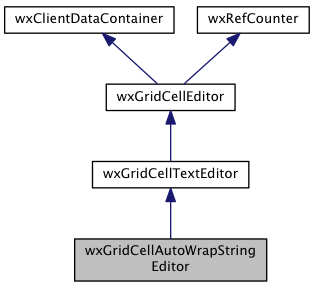 wxClientDataContainer
wxRefCounter
wxGridCellEditor
wxGridCellTextEditor
wxGridCellAutoWrapString
Editor